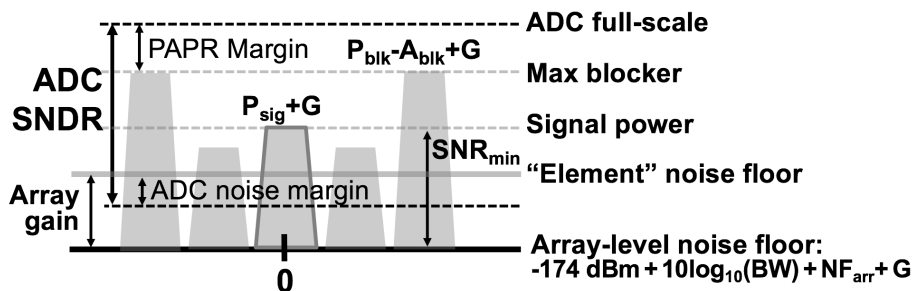 ADC full-scale
PAPR Margin
P_blk-A_blk+G
Max blocker
ADC
SNDR
P_sig+G
Signal power
SNR_min
"Element" noise floor
ADC noise margin
Array
gain
Array-level noise floor:
-174 dBm + 10log_10(BW) + NF_arr + G
0